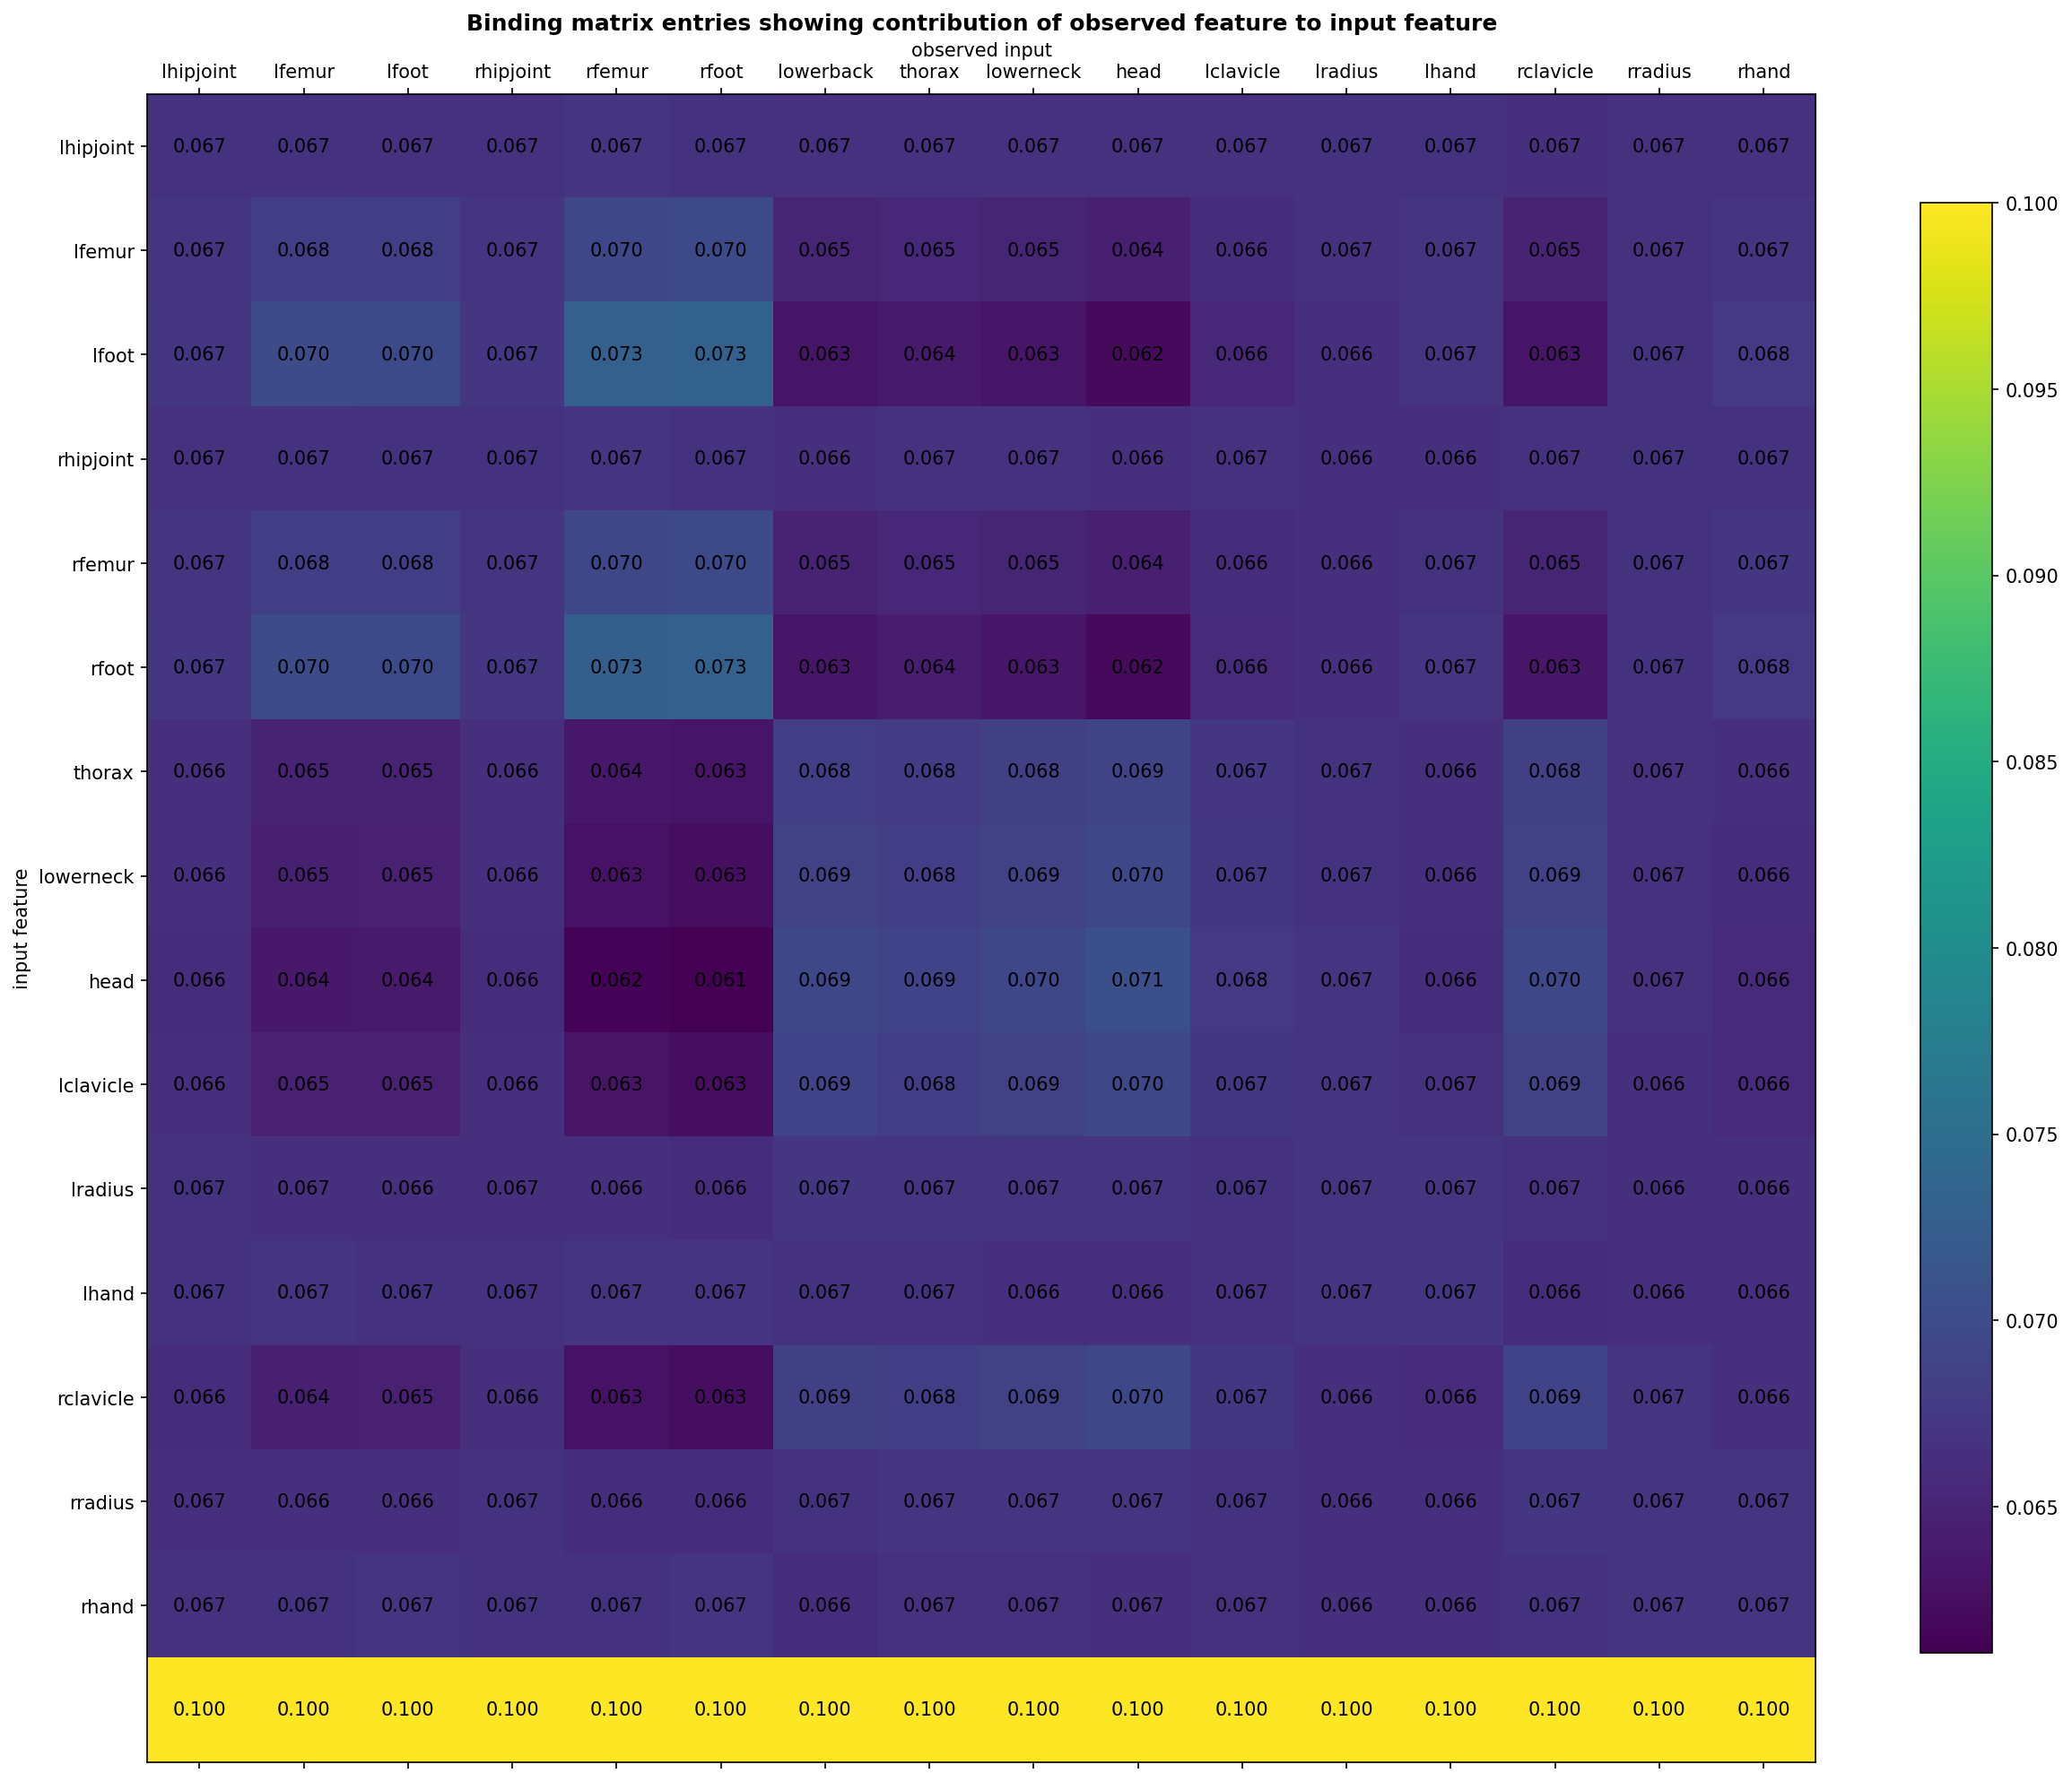 Binding matrix entries showing contribution of observed feature to input feature
observed input
lhipjoint lfemur lfoot rhipjoint rfemur rfoot lowerback thorax lowerneck head lclavicle lradius lhand rclavicle rradius rhand
lhipjoint 0.067 0.067 0.067 0.067 0.067 0.067 0.067 0.067 0.067 0.067 0.067 0.067 0.067 0.067 0.067 0.067
lfemur 0.067 0.068 0.068 0.067 0.070 0.070 0.065 0.065 0.065 0.064 0.066 0.067 0.067 0.065 0.067 0.067
lfoot 0.067 0.070 0.070 0.067 0.073 0.073 0.063 0.064 0.063 0.062 0.066 0.066 0.067 0.063 0.067 0.068
rhipjoint 0.067 0.067 0.067 0.067 0.067 0.067 0.066 0.067 0.067 0.066 0.067 0.066 0.066 0.067 0.067 0.067
rfemur 0.067 0.068 0.068 0.067 0.070 0.070 0.065 0.065 0.065 0.064 0.066 0.066 0.067 0.065 0.067 0.067
rfoot 0.067 0.070 0.070 0.067 0.073 0.073 0.063 0.064 0.063 0.062 0.066 0.066 0.067 0.063 0.067 0.068
thorax 0.066 0.065 0.065 0.066 0.064 0.063 0.068 0.068 0.068 0.069 0.067 0.067 0.066 0.068 0.067 0.066
lowerneck 0.066 0.065 0.065 0.066 0.063 0.063 0.069 0.068 0.069 0.070 0.067 0.067 0.066 0.069 0.067 0.066
head 0.066 0.064 0.064 0.066 0.062 0.061 0.069 0.069 0.070 0.071 0.068 0.067 0.066 0.070 0.067 0.066
lclavicle 0.066 0.065 0.065 0.066 0.063 0.063 0.069 0.068 0.069 0.070 0.067 0.067 0.067 0.069 0.066 0.066
lradius 0.067 0.067 0.066 0.067 0.066 0.066 0.067 0.067 0.067 0.067 0.067 0.067 0.067 0.067 0.066 0.066
lhand 0.067 0.067 0.067 0.067 0.067 0.067 0.067 0.067 0.066 0.066 0.067 0.067 0.067 0.066 0.066 0.066
rclavicle 0.066 0.064 0.065 0.066 0.063 0.063 0.069 0.068 0.069 0.070 0.067 0.066 0.066 0.069 0.067 0.066
rradius 0.067 0.066 0.066 0.067 0.066 0.066 0.067 0.067 0.067 0.067 0.067 0.066 0.066 0.067 0.067 0.067
rhand 0.067 0.067 0.067 0.067 0.067 0.067 0.066 0.067 0.067 0.067 0.067 0.066 0.066 0.067 0.067 0.067
0.100 0.100 0.100 0.100 0.100 0.100 0.100 0.100 0.100 0.100 0.100 0.100 0.100 0.100 0.100 0.100
input feature
0.100
0.095
0.090
0.085
0.080
0.075
0.070
0.065